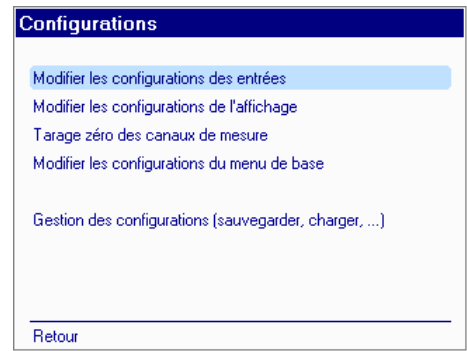 Configurations
Modifier les configurations des entrées
Modifier les configurations de l'affichage
Tarage zéro des canaux de mesure
Modifier les configurations du menu de base
Gestion des configurations (sauvegarder, charger, ...)
Retour